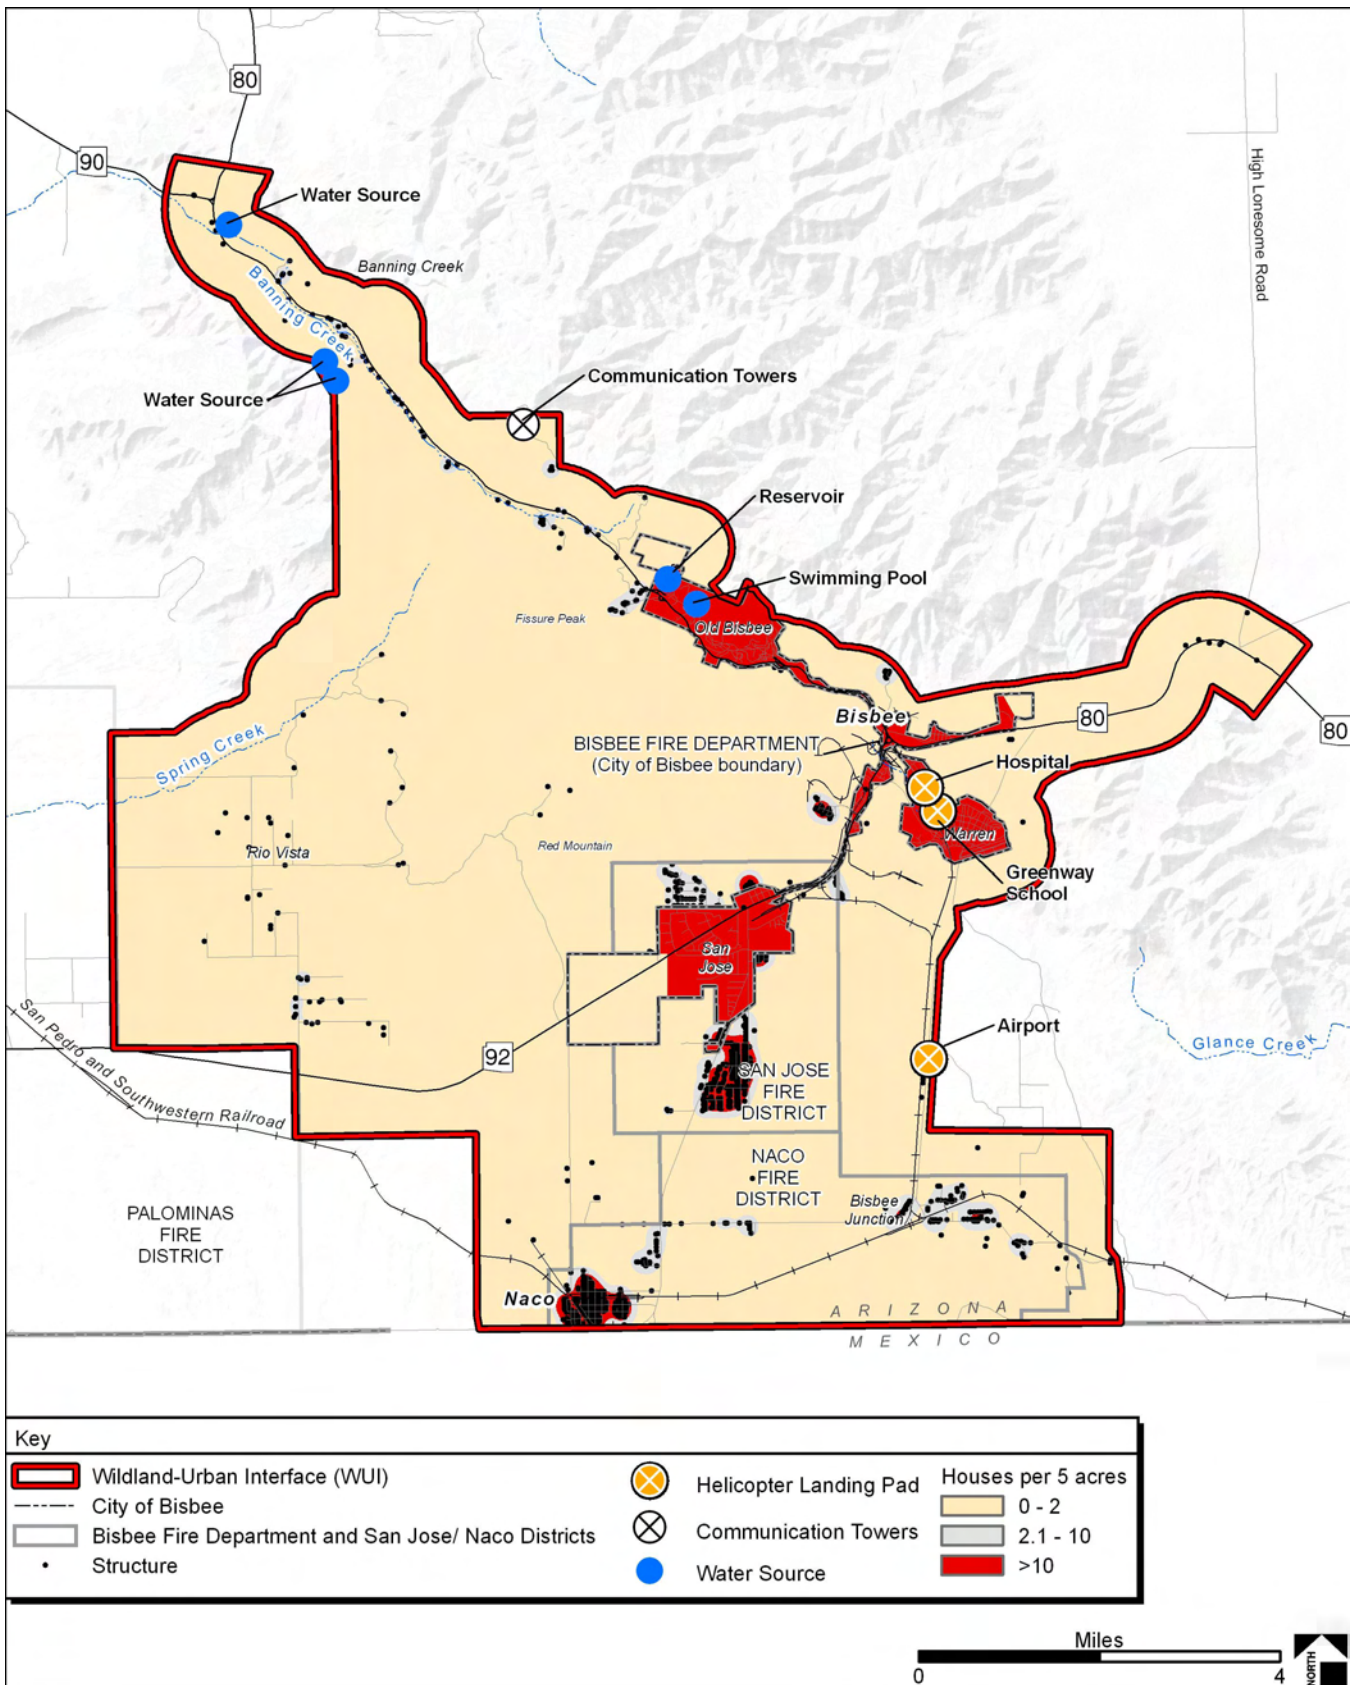 80
90
Water Source
High Lonesome Road
Banning Creek
Banning Creek
Water Source
Communication Towers
Reservoir
Swimming Pool
Fissure Peak
Old Bisbee
Spring Creek
Bisbee
80
80
BISBEE FIRE DEPARTMENT
(City of Bisbee boundary)
Hospital
Rio Vista
Red Mountain
Warren
Greenway
School
San
Jose
San Pedro and Southwestern Railroad
92
Airport
Glance Creek
SAN JOSE
FIRE
DISTRICT
NACO
FIRE
DISTRICT
PALOMINAS
FIRE
DISTRICT
Bisbee
Junction
Naco
ARIZONA
MEXICO
Key
Wildland-Urban Interface (WUI)
City of Bisbee
Bisbee Fire Department and San Jose/ Naco Districts
Structure
Helicopter Landing Pad
Communication Towers
Water Source
Houses per 5 acres
0 - 2
2.1 - 10
>10
Miles
0 4
NORTH